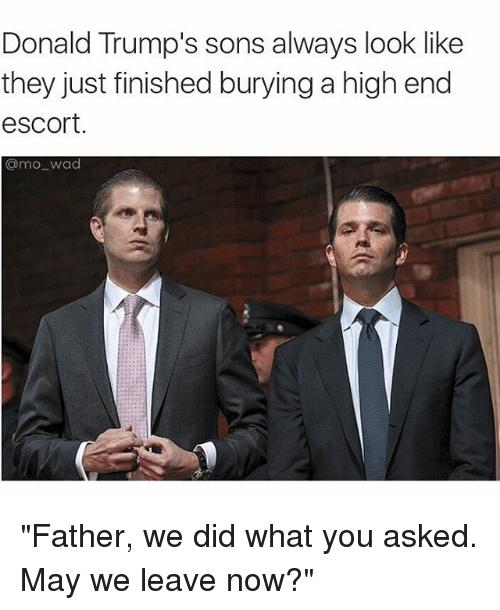 Donald Trump's sons always look like
they just finished burying a high end
escort.
@mo_wad
"Father, we did what you asked.
May we leave now?"